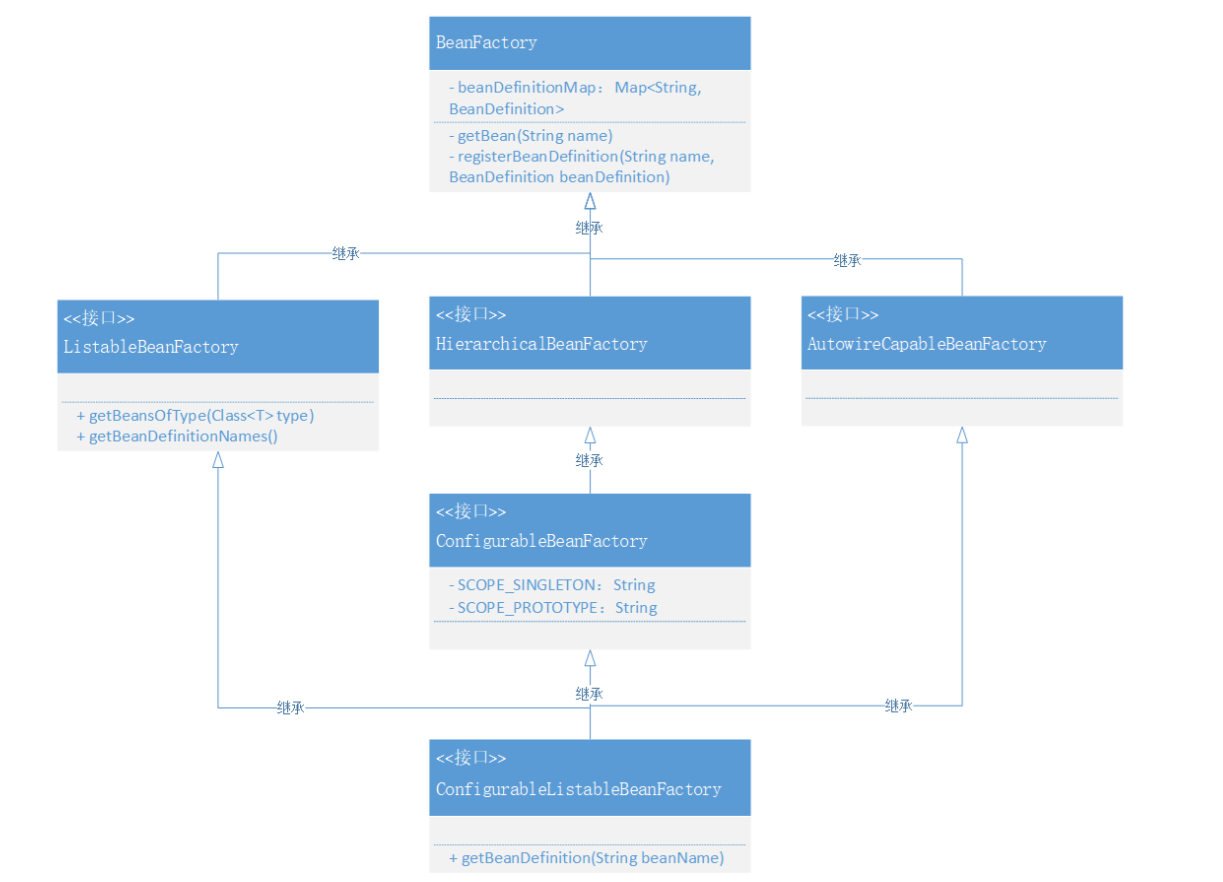 BeanFactory
- beanDefinitionMap：Map<String,
BeanDefinition>
- getBean(String name)
- registerBeanDefinition(String name,
BeanDefinition beanDefinition)
继承
继承
继承
<<接口>>
ListableBeanFactory
+ getBeansOfType(Class<T> type)
+ getBeanDefinitionNames()
<<接口>>
HierarchicalBeanFactory
<<接口>>
AutowireCapableBeanFactory
继承
<<接口>>
ConfigurableBeanFactory
- SCOPE_SINGLETON：String
- SCOPE_PROTOTYPE：String
继承
继承
继承
<<接口>>
ConfigurableListableBeanFactory
+ getBeanDefinition(String beanName)